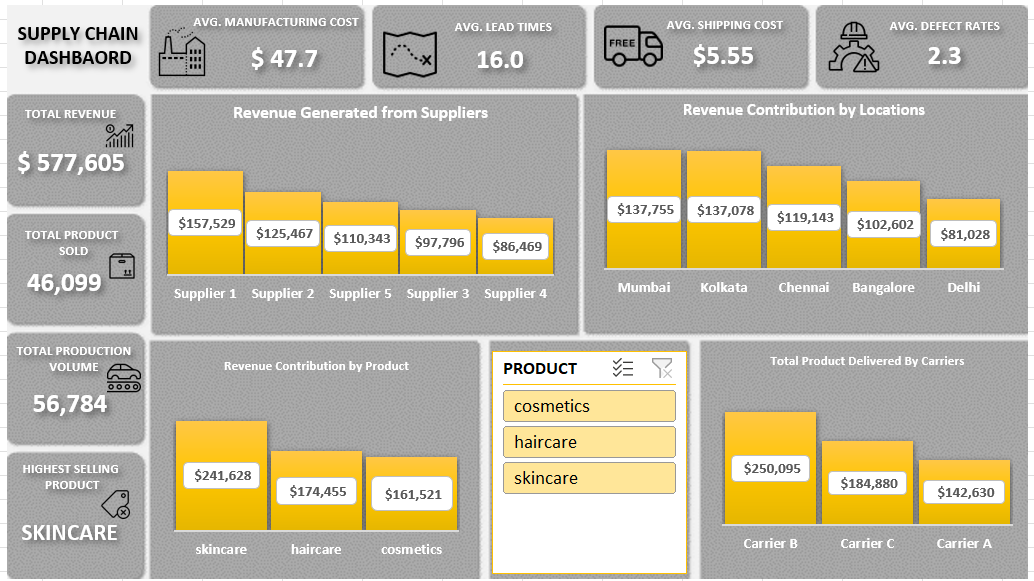 SUPPLY CHAIN
DASHBAORD
AVG. MANUFACTURING COST
$ 47.7
AVG. LEAD TIMES
16.0
FREE
AVG. SHIPPING COST
$5.55
AVG. DEFECT RATES
2.3
TOTAL REVENUE
$ 577,605
TOTAL PRODUCT
SOLD
46,099
TOTAL PRODUCTION
VOLUME
56,784
HIGHEST SELLING
PRODUCT
SKINCARE
Revenue Generated from Suppliers
$157,529
$125,467
$110,343
$97,796
$86,469
Supplier 1 Supplier 2 Supplier 5 Supplier 3 Supplier 4
Revenue Contribution by Locations
$137,755
$137,078
$119,143
$102,602
$81,028
Mumbai Kolkata Chennai Bangalore Delhi
Revenue Contribution by Product
$241,628
$174,455
$161,521
skincare haircare cosmetics
PRODUCT
cosmetics
haircare
skincare
Total Product Delivered By Carriers
$250,095
$184,880
$142,630
Carrier B Carrier C Carrier A